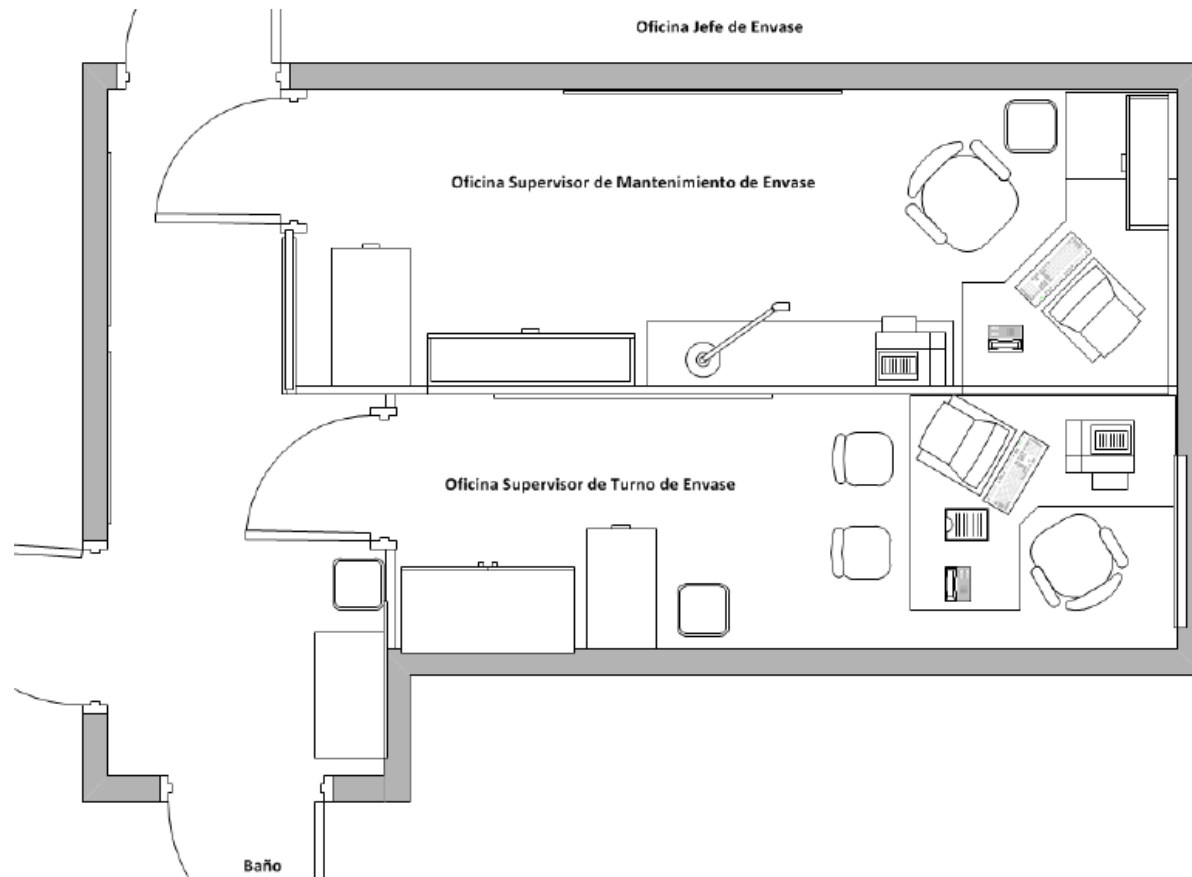 Oficina Jefe de Envase
Oficina Supervisor de Mantenimiento de Envase
Oficina Supervisor de Turno de Envase
Baño